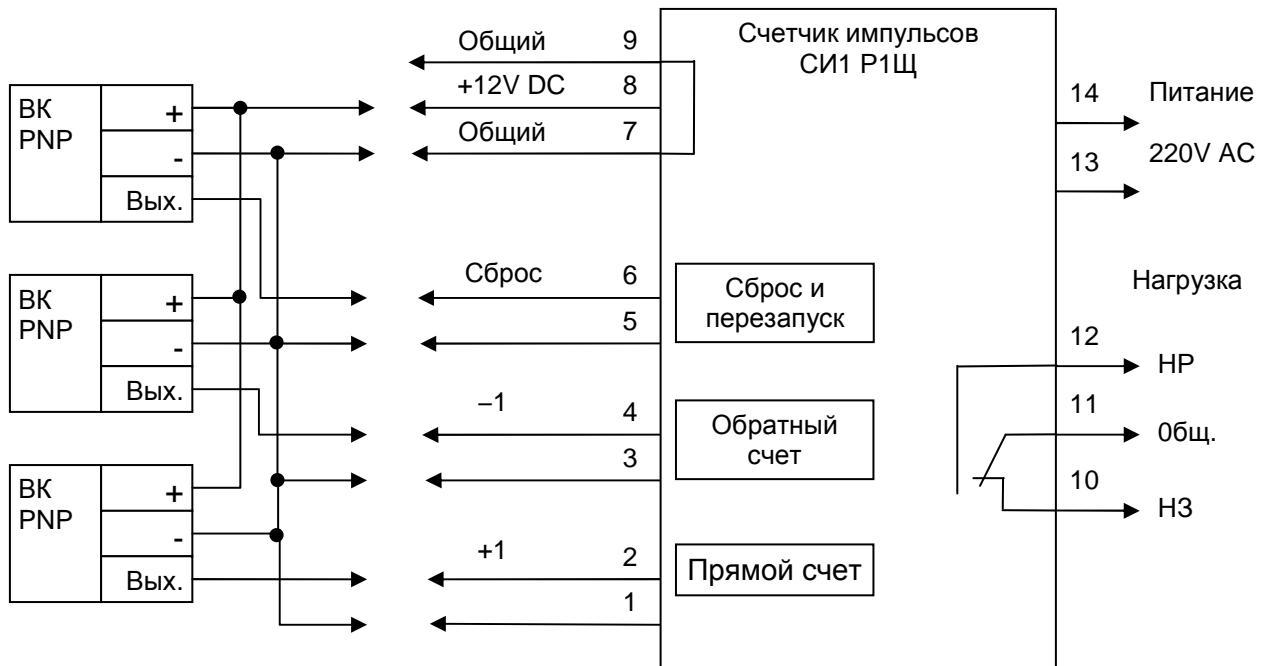 ВК
PNP
+
-
Вых.
ВК
PNP
+
-
Вых.
ВК
PNP
+
-
Вых.
Общий 9
+12V DC 8
Общий 7
Сброс 6
5
–1 4
3
+1 2
1
Счетчик импульсов
СИ1 Р1Щ
Сброс и
перезапуск
Обратный
счет
Прямой счет
14 Питание
13 220V AC
Нагрузка
12
НР
11
0бщ.
10
НЗ